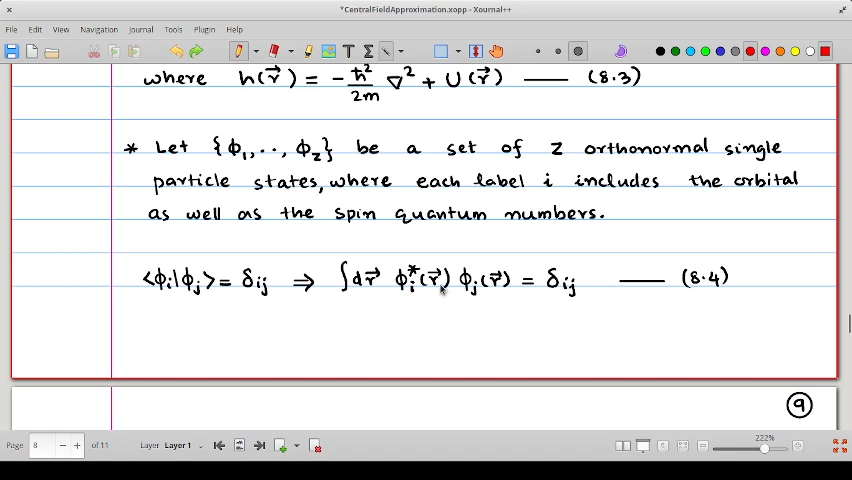 *CentralFieldApproximation.xopp - Xournal++
File Edit View Navigation Journal Tools Plugin Help
where h(r⃗) = -ħ²/2m ∇² + U(r⃗) —— (8.3)
* Let {Φ₁,..,Φ_Z} be a set of Z orthonormal single
particle states, where each label i includes the orbital
as well as the spin quantum numbers.
<Φᵢ|Φⱼ> = δᵢⱼ ⇒ ∫dr⃗ Φᵢ*(r⃗) Φⱼ(r⃗) = δᵢⱼ —— (8.4)
9
Page 8 of 11 Layer Layer 1 222%